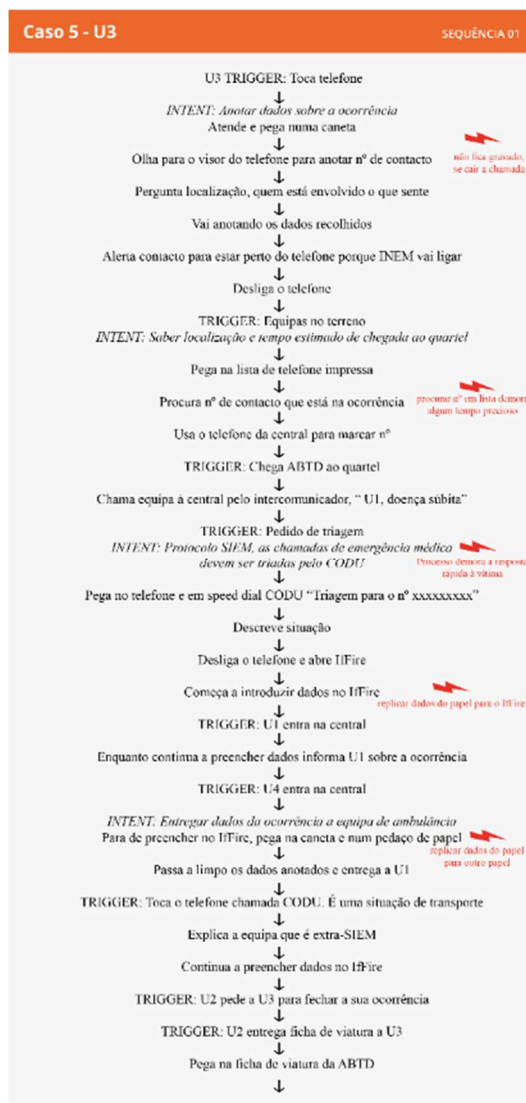 Caso 5 - U3
SEQUÊNCIA 01
U3 TRIGGER: Toca telefone
INTENT: Anotar dados sobre a ocorrência
Atende e pega numa caneta
Olha para o visor do telefone para anotar nº de contacto
não fica gravado,
se cair a chamada
Pergunta localização, quem está envolvido o que sente
Vai anotando os dados recolhidos
Alerta contacto para estar perto do telefone porque INEM vai ligar
Desliga o telefone
TRIGGER: Equipas no terreno
INTENT: Saber localização e tempo estimado de chegada ao quartel
Pega na lista de telefone impressa
Procura nº de contacto que está na ocorrência
procurar nº em lista demora
algum tempo precioso
Usa o telefone da central para marcar nº
TRIGGER: Chega ABTD ao quartel
Chama equipa à central pelo intercomunicador, “ U1, doença súbita”
TRIGGER: Pedido de triagem
INTENT: Protocolo SIEM, as chamadas de emergência médica
devem ser triadas pelo CODU
Processo demora a resposta
rápida à vítima
Pega no telefone e em speed dial CODU “Triagem para o nº xxxxxxxxx”
Descreve situação
Desliga o telefone e abre IfFire
Começa a introduzir dados no IfFire
replicar dados do papel para o IfFire
TRIGGER: U1 entra na central
Enquanto continua a preencher dados informa U1 sobre a ocorrência
TRIGGER: U4 entra na central
INTENT: Entregar dados da ocorrência a equipa de ambulância
Para de preencher no IfFire, pega na caneta e num pedaço de papel
replicar dados do papel
para outro papel
Passa a limpo os dados anotados e entrega a U1
TRIGGER: Toca o telefone chamada CODU. É uma situação de transporte
Explica a equipa que é extra-SIEM
Continua a preencher dados no IfFire
TRIGGER: U2 pede a U3 para fechar a sua ocorrência
TRIGGER: U2 entrega ficha de viatura a U3
Pega na ficha de viatura da ABTD